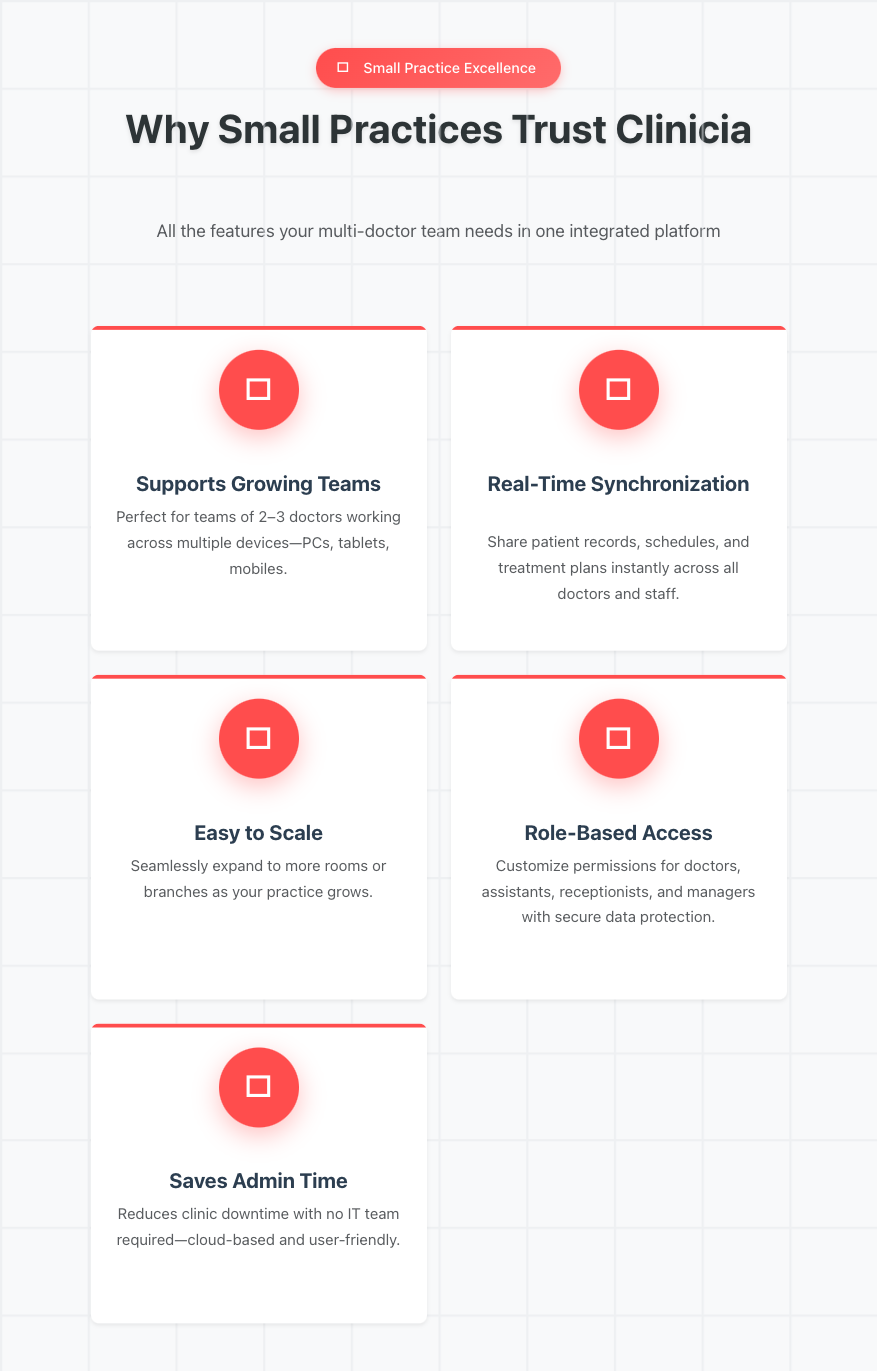 Small Practice Excellence
Why Small Practices Trust Clinicia
All the features your multi-doctor team needs in one integrated platform
Supports Growing Teams
Perfect for teams of 2–3 doctors working
across multiple devices—PCs, tablets,
mobiles.
Real-Time Synchronization
Share patient records, schedules, and
treatment plans instantly across all
doctors and staff.
Easy to Scale
Seamlessly expand to more rooms or
branches as your practice grows.
Role-Based Access
Customize permissions for doctors,
assistants, receptionists, and managers
with secure data protection.
Saves Admin Time
Reduces clinic downtime with no IT team
required—cloud-based and user-friendly.